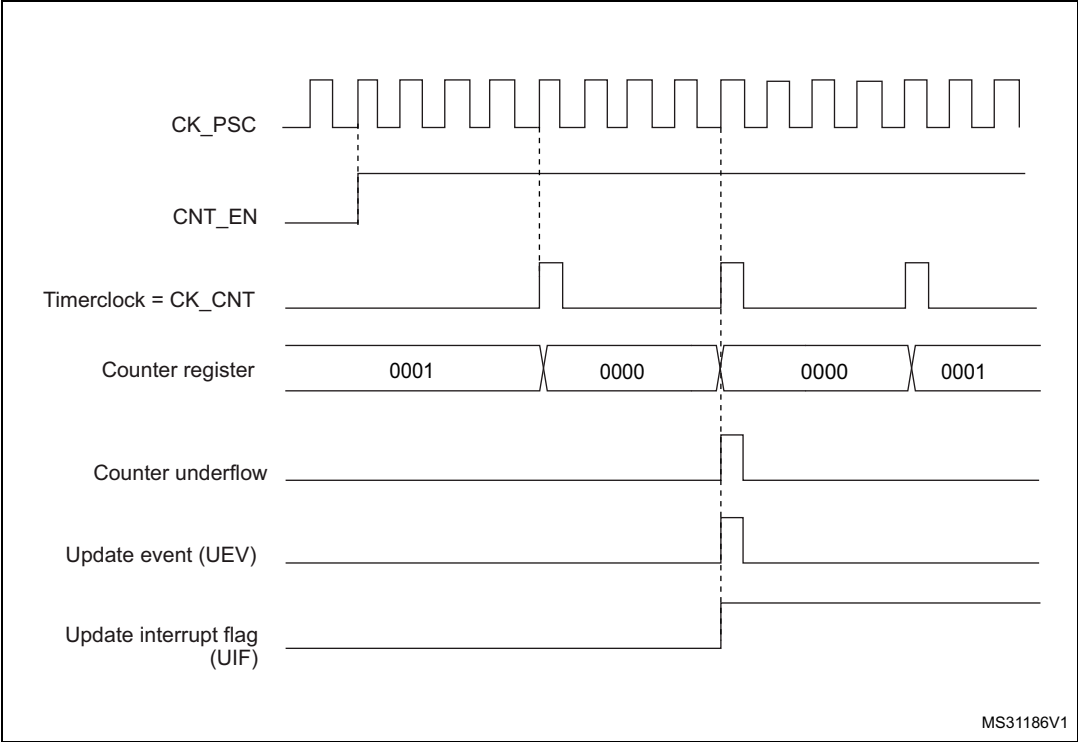 CK_PSC
CNT_EN
Timerclock = CK_CNT
Counter register
0001 0000 0000 0001
Counter underflow
Update event (UEV)
Update interrupt flag
(UIF)
MS31186V1